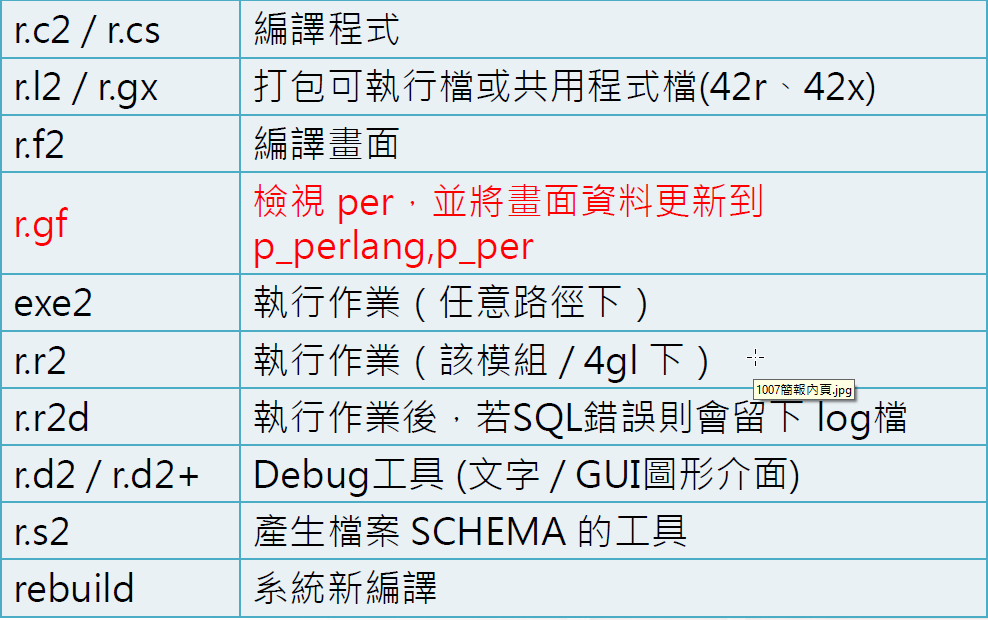 r.c2 / r.cs 編譯程式
r.l2 / r.gx 打包可執行檔或共用程式檔(42r、42x)
r.f2 編譯畫面
r.gf 檢視 per，並將畫面資料更新到
p_perlang,p_per
exe2 執行作業（任意路徑下）
r.r2 執行作業（該模組 / 4gl 下）
1007簡報內頁.jpg
r.r2d 執行作業後，若SQL錯誤則會留下 log檔
r.d2 / r.d2+ Debug工具 (文字 / GUI圖形介面)
r.s2 產生檔案 SCHEMA 的工具
rebuild 系統新編譯